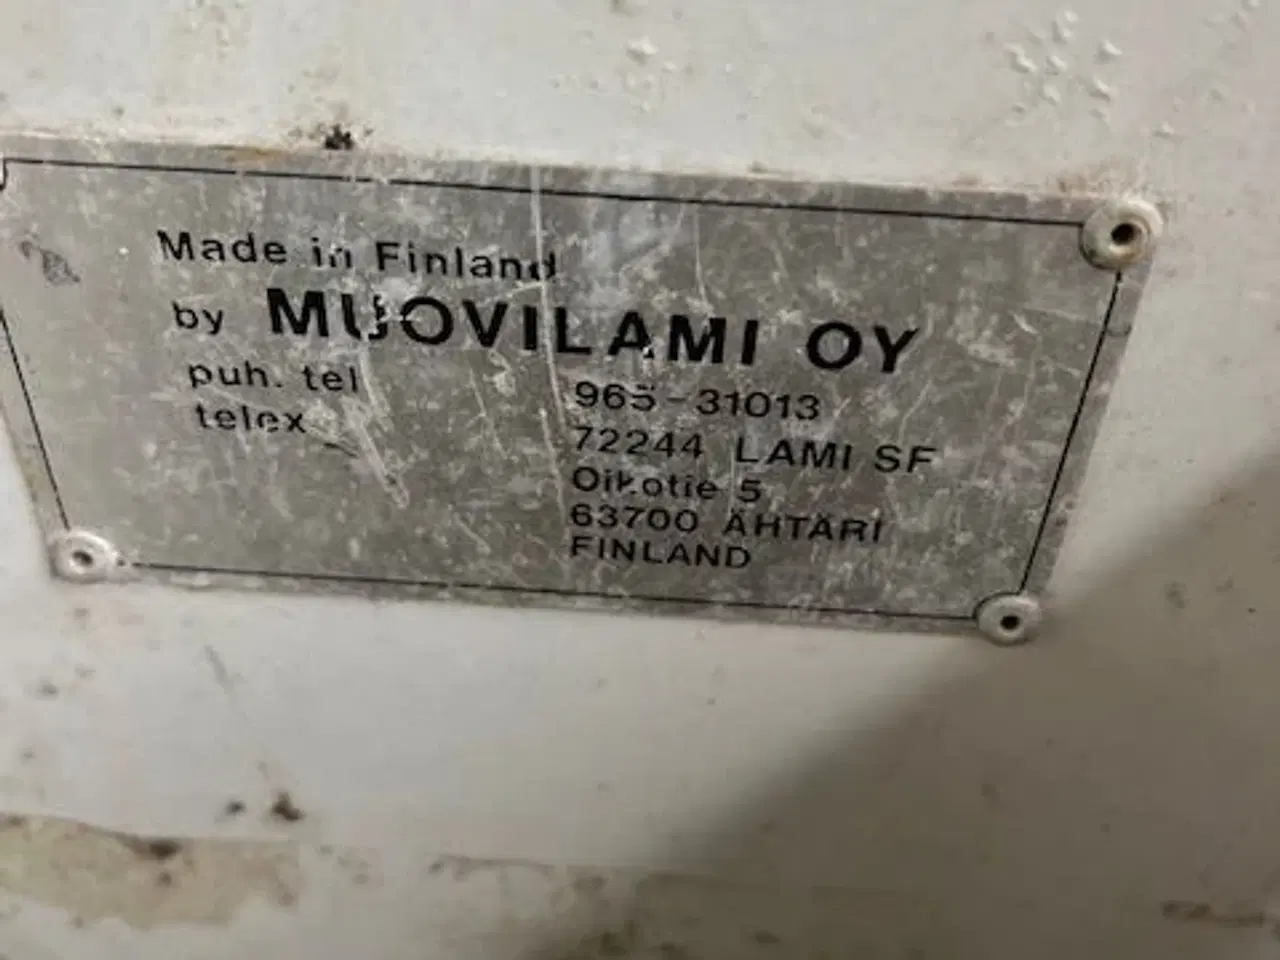 Made in Finland
by MUOVILAMI OY
puh. tel 965-31013
telex 72244 LAMI SF
Oikotie 5
63700 ÄHTÄRI
FINLAND